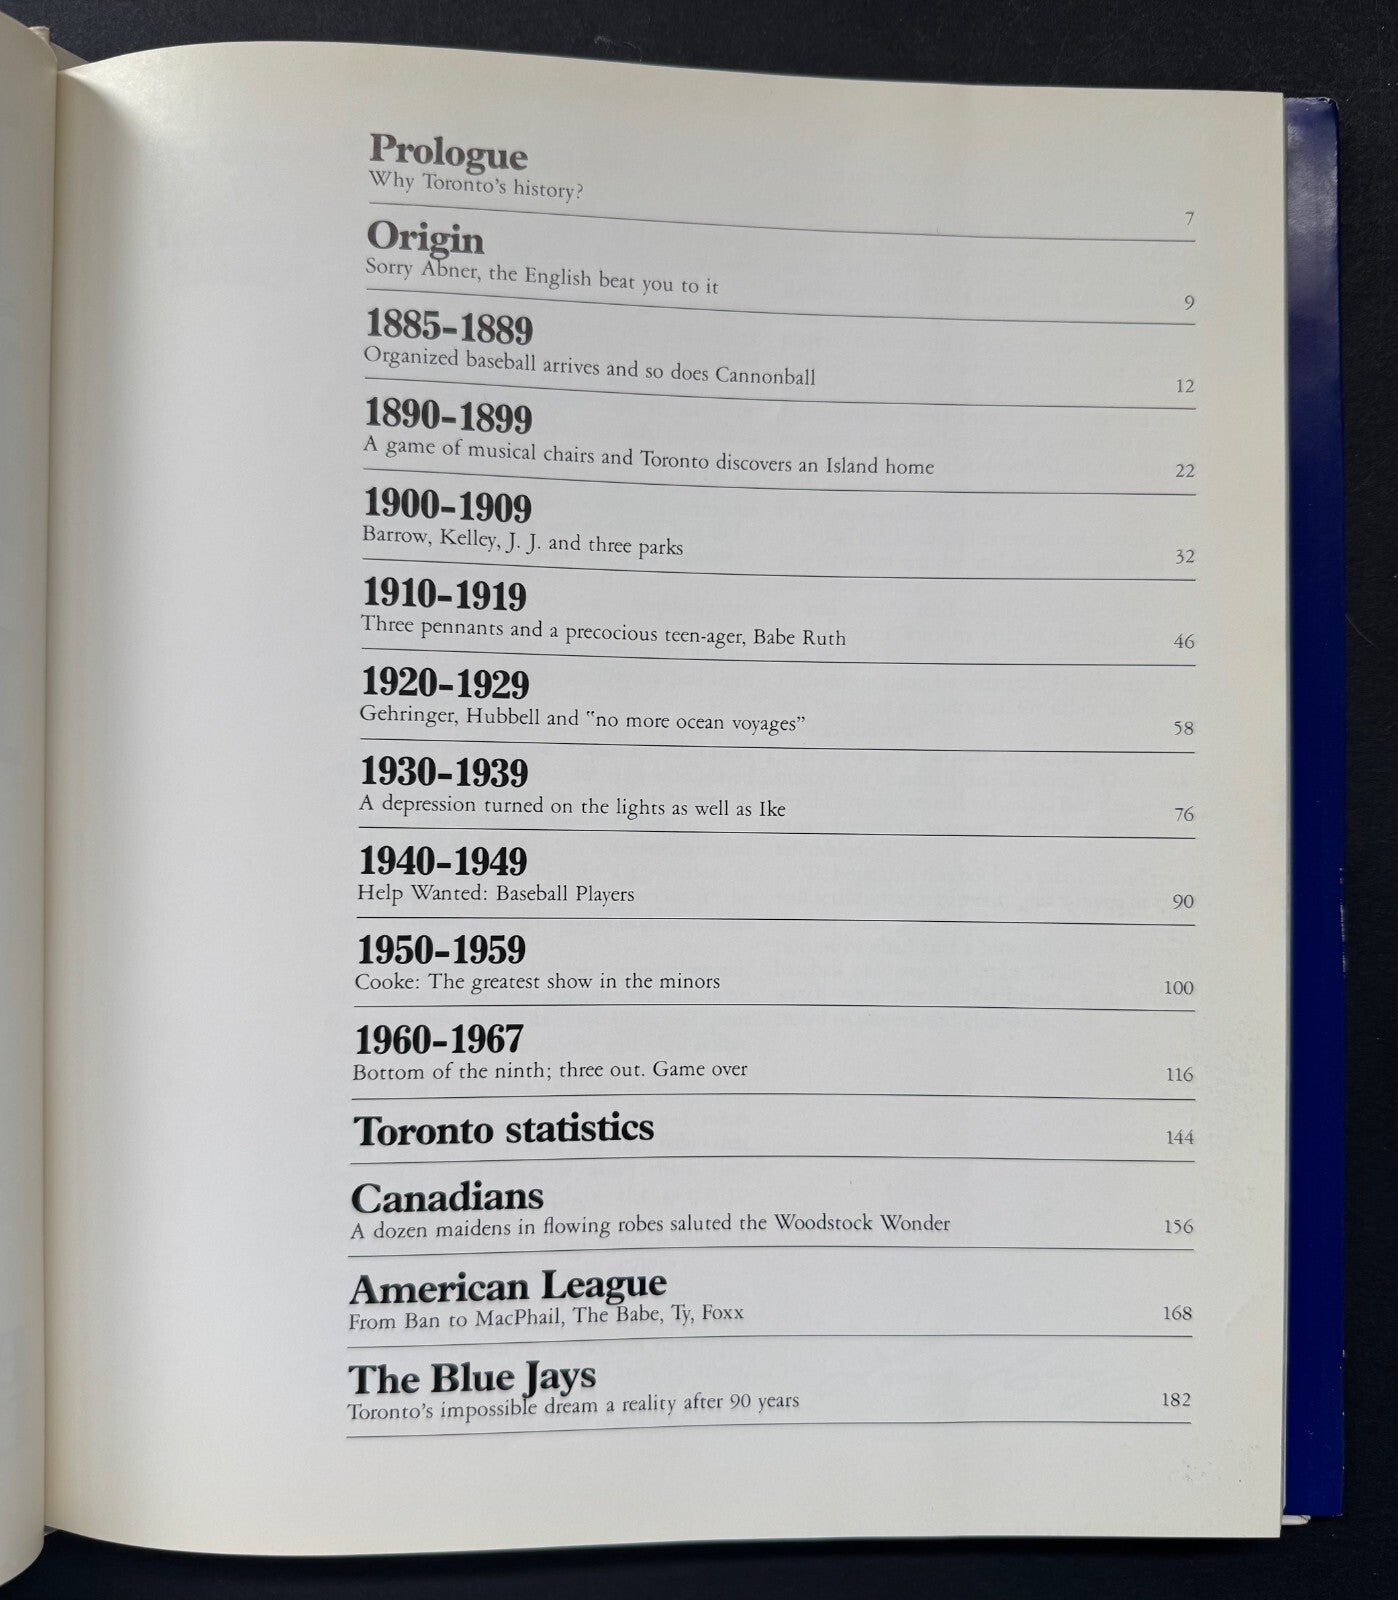 Prologue
Why Toronto's history?
7
Origin
Sorry Abner, the English beat you to it
9
1885–1889
Organized baseball arrives and so does Cannonball
12
1890–1899
A game of musical chairs and Toronto discovers an Island home
22
1900–1909
Barrow, Kelley, J. J. and three parks
32
1910–1919
Three pennants and a precocious teen-ager, Babe Ruth
46
1920–1929
Gehringer, Hubbell and "no more ocean voyages"
58
1930–1939
A depression turned on the lights as well as Ike
76
1940–1949
Help Wanted: Baseball Players
90
1950–1959
Cooke: The greatest show in the minors
100
1960–1967
Bottom of the ninth; three out. Game over
116
Toronto statistics
144
Canadians
A dozen maidens in flowing robes saluted the Woodstock Wonder
156
American League
From Ban to MacPhail, The Babe, Ty, Foxx
168
The Blue Jays
Toronto's impossible dream a reality after 90 years
182